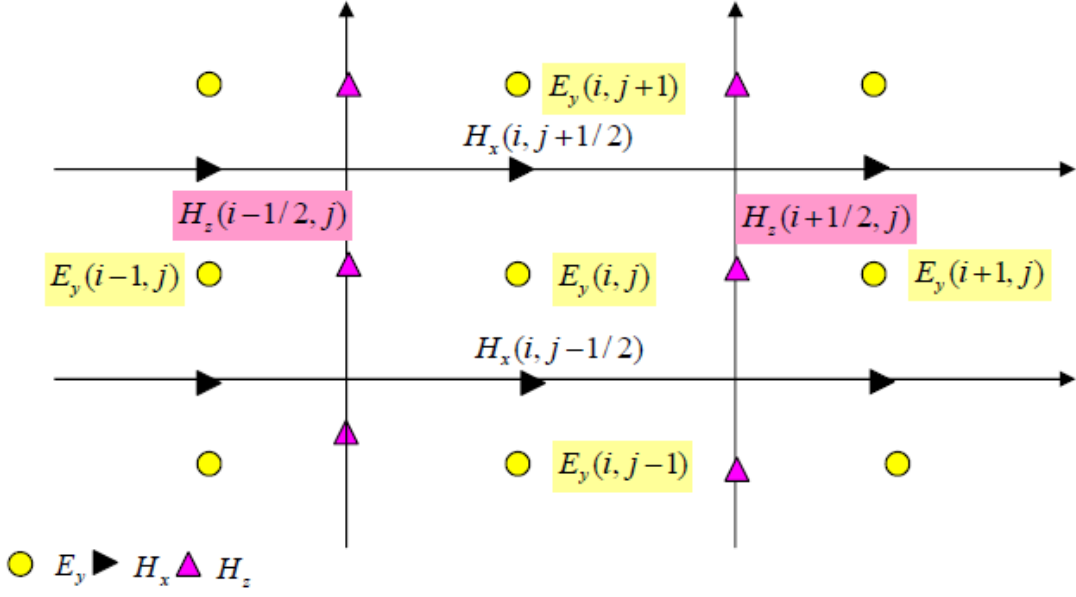 E_y(i, j+1)
H_x(i, j+1/2)
H_z(i−1/2, j)
H_z(i+1/2, j)
E_y(i−1, j)
E_y(i, j)
E_y(i+1, j)
H_x(i, j−1/2)
E_y(i, j−1)
E_y H_x H_z